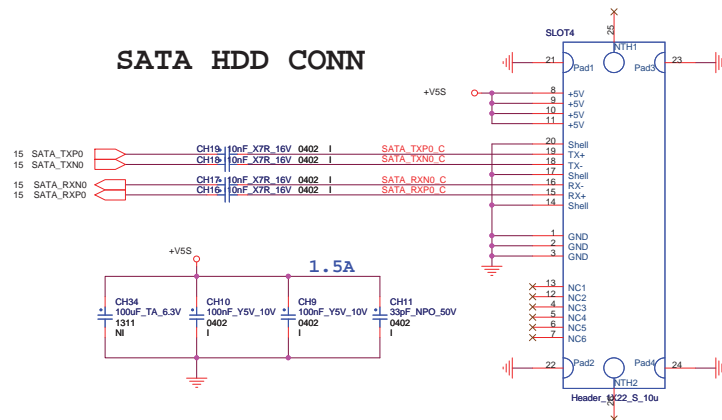 SATA HDD CONN
SLOT4
25
NTH1
21 Pad1 Pad3 23
+V5S
8 +5V
9 +5V
10 +5V
11 +5V
20 Shell
15 SATA_TXP0 CH19 10nF_X7R_16V 0402 I SATA_TXP0_C 19 TX+
15 SATA_TXN0 CH18 10nF_X7R_16V 0402 I SATA_TXN0_C 18 TX-
17 Shell
15 SATA_RXN0 CH17 10nF_X7R_16V 0402 I SATA_RXN0_C 16 RX-
15 SATA_RXP0 CH16 10nF_X7R_16V 0402 I SATA_RXP0_C 15 RX+
14 Shell
1 GND
2 GND
3 GND
+V5S
1.5A
13 NC1
12 NC2
4 NC3
5 NC4
6 NC5
7 NC6
CH34 CH10 CH9 CH11
100uF_TA_6.3V 100nF_Y5V_10V 100nF_Y5V_10V 33pF_NPO_50V
1311 0402 0402 0402
NI I I I
22 Pad2 Pad4 24
NTH2
Header_1X22_S_10u